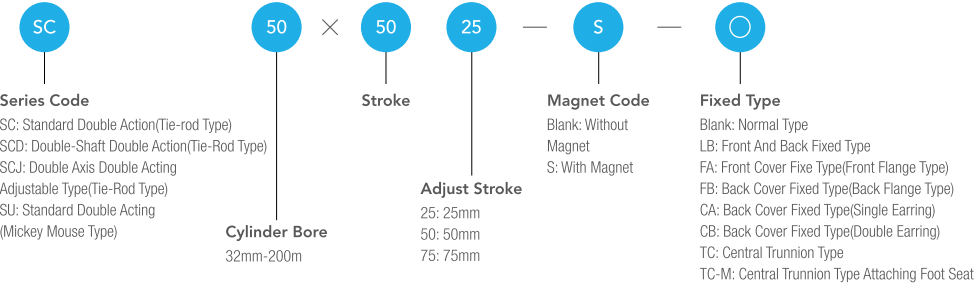 SC 50 × 50 25 — S — ○
Series Code
SC: Standard Double Action(Tie-rod Type)
SCD: Double-Shaft Double Action(Tie-Rod Type)
SCJ: Double Axis Double Acting
Adjustable Type(Tie-Rod Type)
SU: Standard Double Acting
(Mickey Mouse Type)
Cylinder Bore
32mm-200m
Stroke
Adjust Stroke
25: 25mm
50: 50mm
75: 75mm
Magnet Code
Blank: Without
Magnet
S: With Magnet
Fixed Type
Blank: Normal Type
LB: Front And Back Fixed Type
FA: Front Cover Fixe Type(Front Flange Type)
FB: Back Cover Fixed Type(Back Flange Type)
CA: Back Cover Fixed Type(Single Earring)
CB: Back Cover Fixed Type(Double Earring)
TC: Central Trunnion Type
TC-M: Central Trunnion Type Attaching Foot Seat